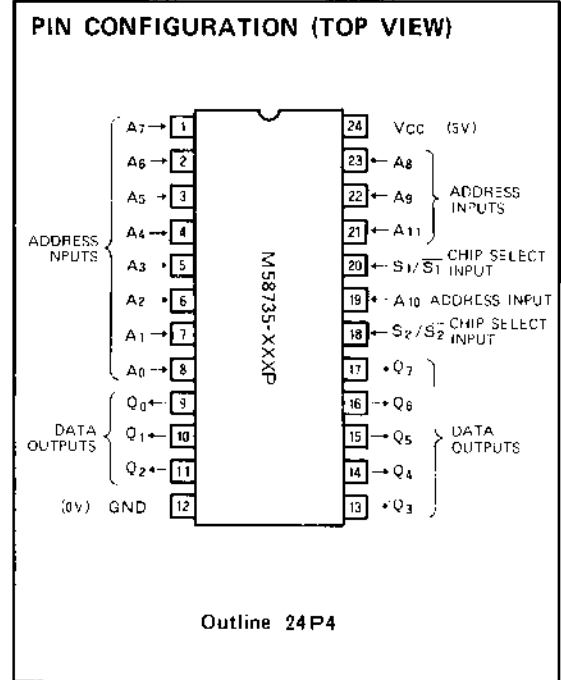 PIN CONFIGURATION (TOP VIEW)
A7 → 1
A6 → 2
A5 → 3
A4 → 4
A3 → 5
A2 → 6
A1 → 7
A0 → 8
ADDRESS
NPUTS
Q0 ← 9
Q1 ← 10
Q2 ← 11
DATA
OUTPUTS
(0V) GND 12
M58735-XXXP
24 VCC (5V)
23 ← A8
22 ← A9
21 ← A11
ADDRESS
INPUTS
20 ← S1/S̅1̅ CHIP SELECT
INPUT
19 ← A10 ADDRESS INPUT
18 ← S2/S̅2̅ CHIP SELECT
INPUT
17 Q7
16 → Q6
15 → Q5
14 → Q4
13 Q3
DATA
OUTPUTS
Outline 24P4